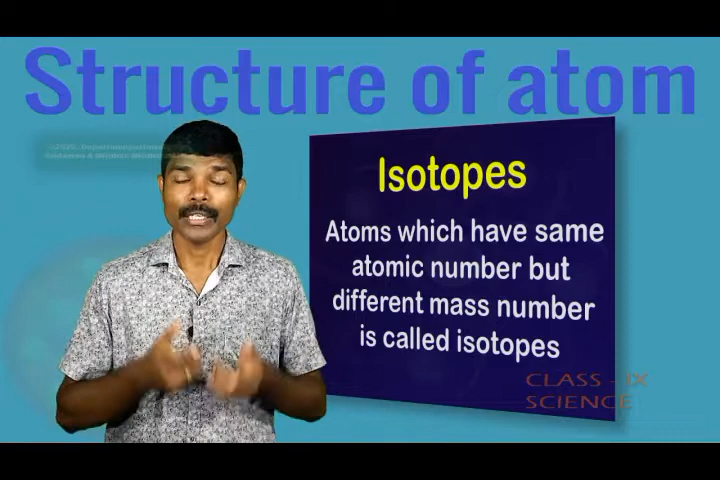 Structure of atom
Isotopes
Atoms which have same
atomic number but
different mass number
is called isotopes
CLASS - IX
SCIENCE